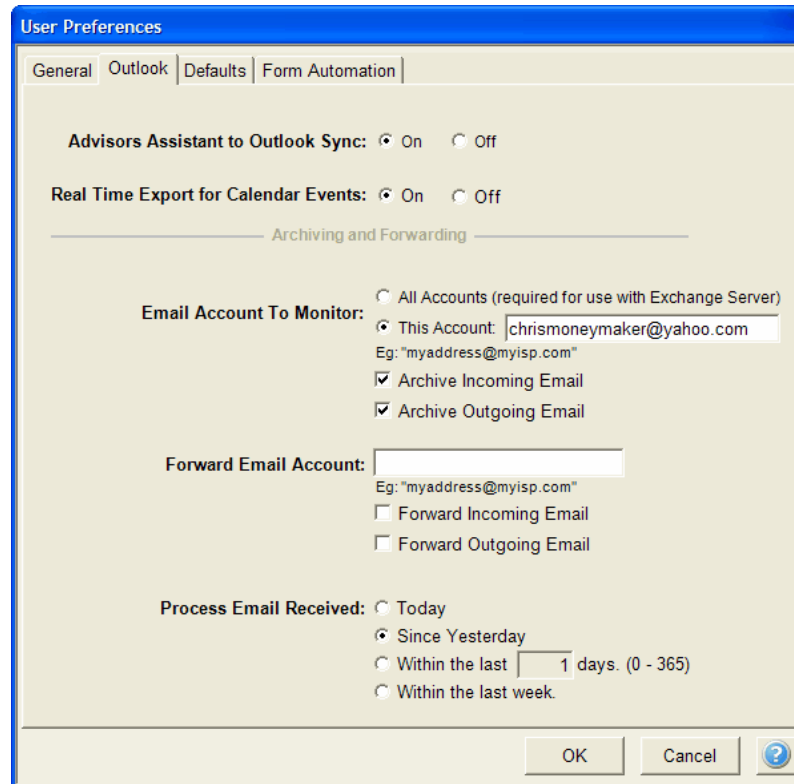 User Preferences
General Outlook Defaults Form Automation
Advisors Assistant to Outlook Sync: On Off
Real Time Export for Calendar Events: On Off
Archiving and Forwarding
Email Account To Monitor: All Accounts (required for use with Exchange Server)
This Account: chrismoneymaker@yahoo.com
Eg: "myaddress@myisp.com"
Archive Incoming Email
Archive Outgoing Email
Forward Email Account:
Eg: "myaddress@myisp.com"
Forward Incoming Email
Forward Outgoing Email
Process Email Received: Today
Since Yesterday
Within the last 1 days. (0 - 365)
Within the last week.
OK Cancel ?